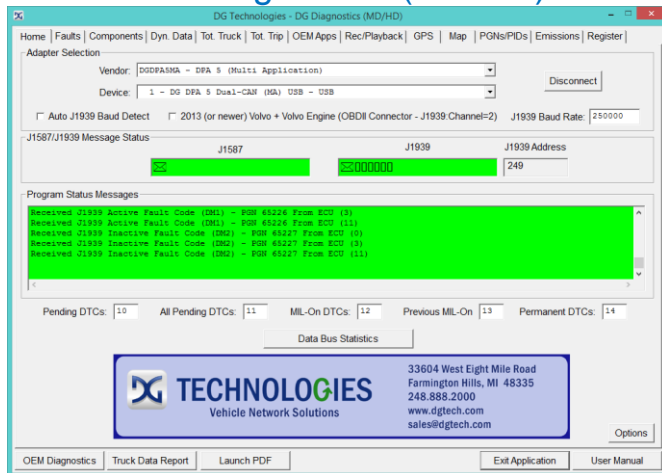 DG Technologies - DG Diagnostics (MD/HD)
Home Faults Components Dyn. Data Tot. Truck Tot. Trip OEM Apps Rec/Playback GPS Map PGNs/PIDs Emissions Register
Adapter Selection
Vendor: DGDPA5MA - DPA 5 (Multi Application)
Disconnect
Device: 1 - DG DPA 5 Dual-CAN (MA) USB - USB
Auto J1939 Baud Detect 2013 (or newer) Volvo + Volvo Engine (OBDII Connector - J1939:Channel=2) J1939 Baud Rate: 250000
J1587/J1939 Message Status
J1587 J1939 J1939 Address
249
Program Status Messages
Received J1939 Active Fault Code (DM1) - PGN 65226 From ECU (3)
Received J1939 Active Fault Code (DM1) - PGN 65226 From ECU (11)
Received J1939 Inactive Fault Code (DM2) - PGN 65227 From ECU (0)
Received J1939 Inactive Fault Code (DM2) - PGN 65227 From ECU (3)
Received J1939 Inactive Fault Code (DM2) - PGN 65227 From ECU (11)
Pending DTCs: 10 All Pending DTCs: 11 MIL-On DTCs: 12 Previous MIL-On 13 Permanent DTCs: 14
Data Bus Statistics
DG TECHNOLOGIES
Vehicle Network Solutions
33604 West Eight Mile Road
Farmington Hills, MI 48335
248.888.2000
www.dgtech.com
sales@dgtech.com
Options
OEM Diagnostics Truck Data Report Launch PDF Exit Application User Manual